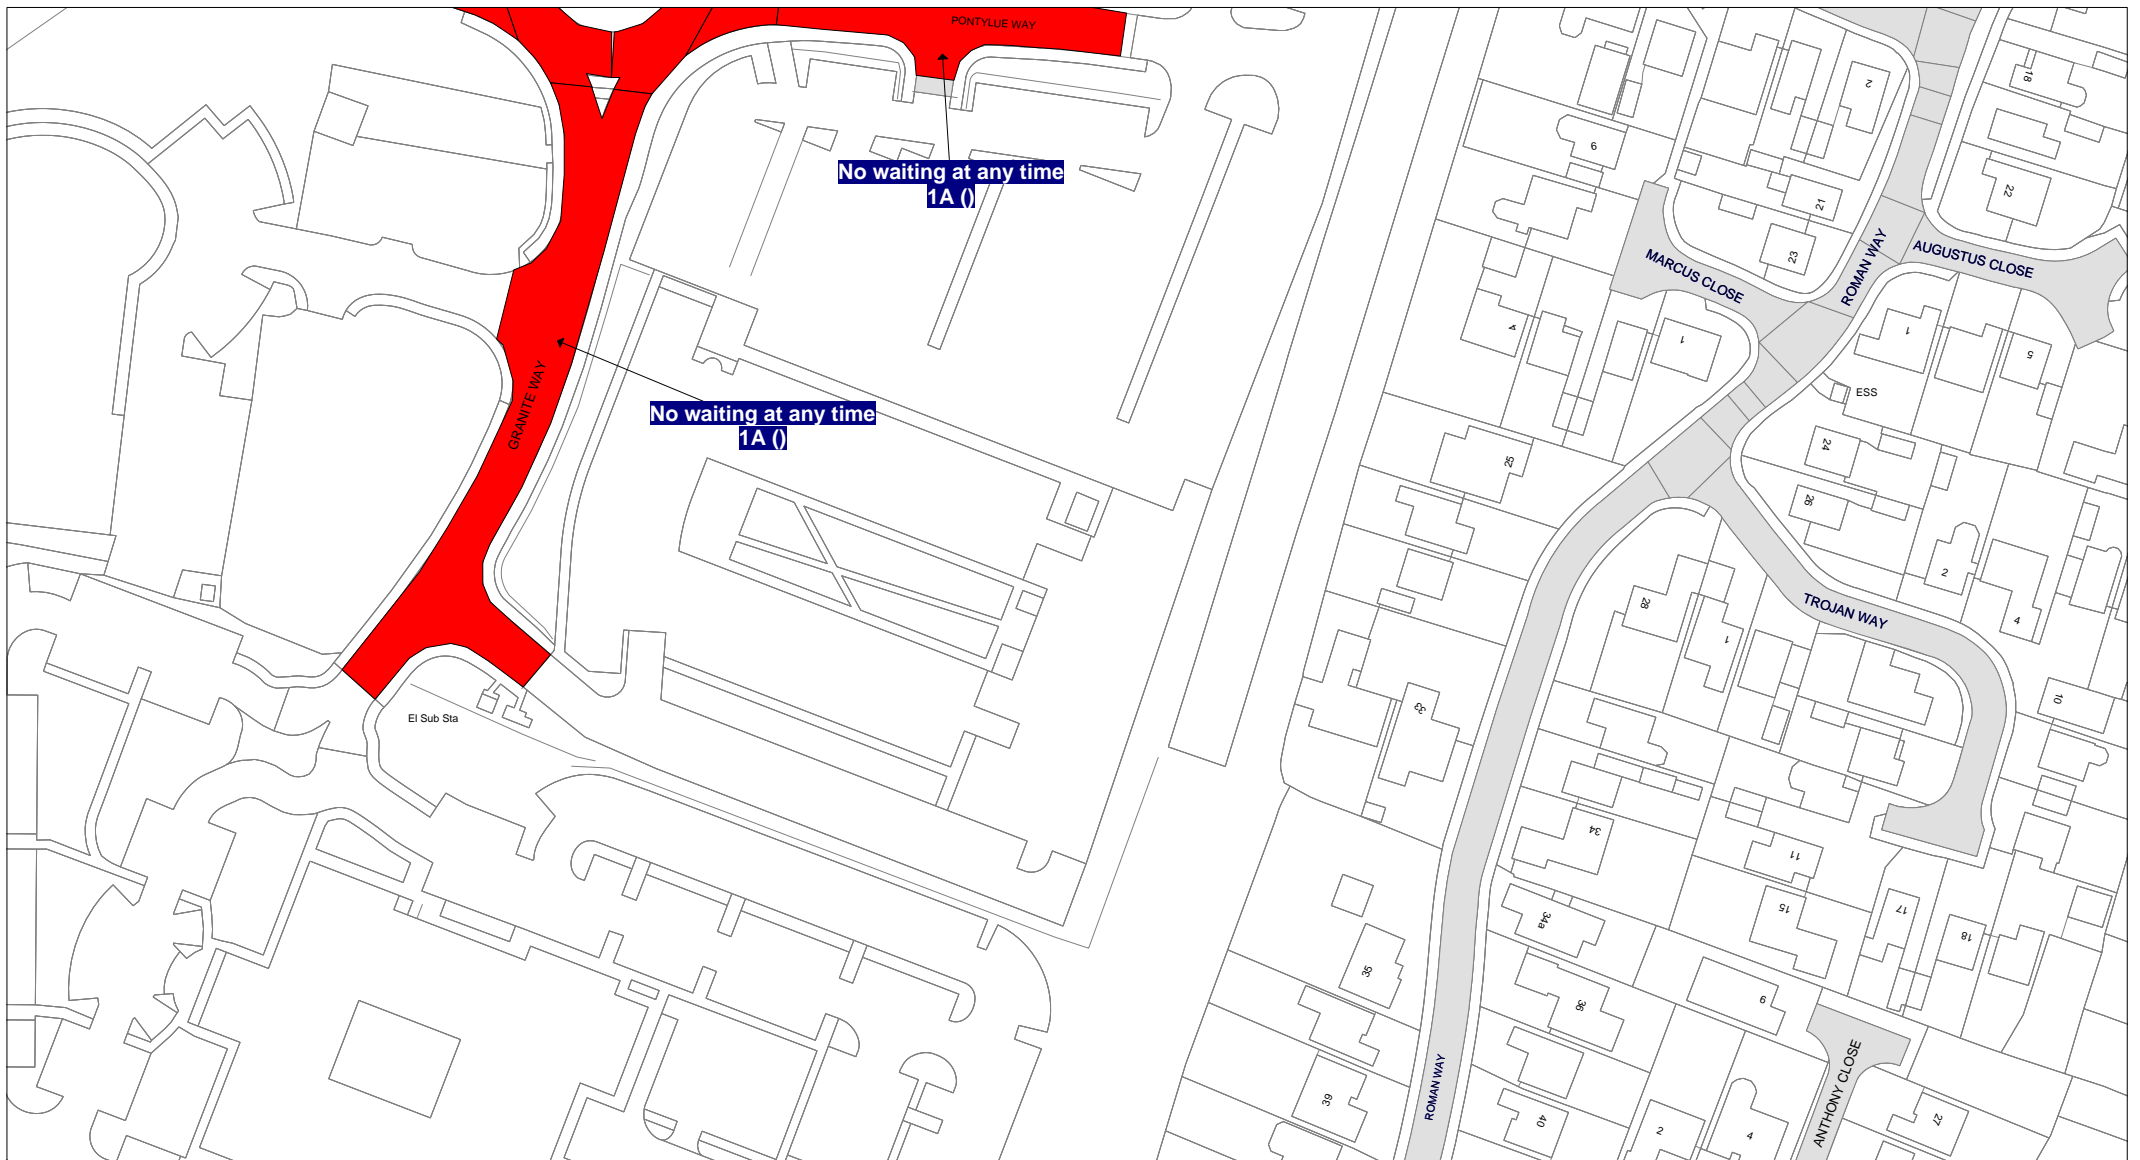 PONTYLUE WAY
No waiting at any time
1A ()
GRANITE WAY
No waiting at any time
1A ()
El Sub Sta
MARCUS CLOSE
ROMAN WAY
AUGUSTUS CLOSE
TROJAN WAY
ROMAN WAY
ANTHONY CLOSE
ESS
2
18
6
21
22
23
4
1
1
5
25
24
26
2
4
28
1
33
10
34
11
34a
15
17
18
35
36
9
39
40
2
4
27